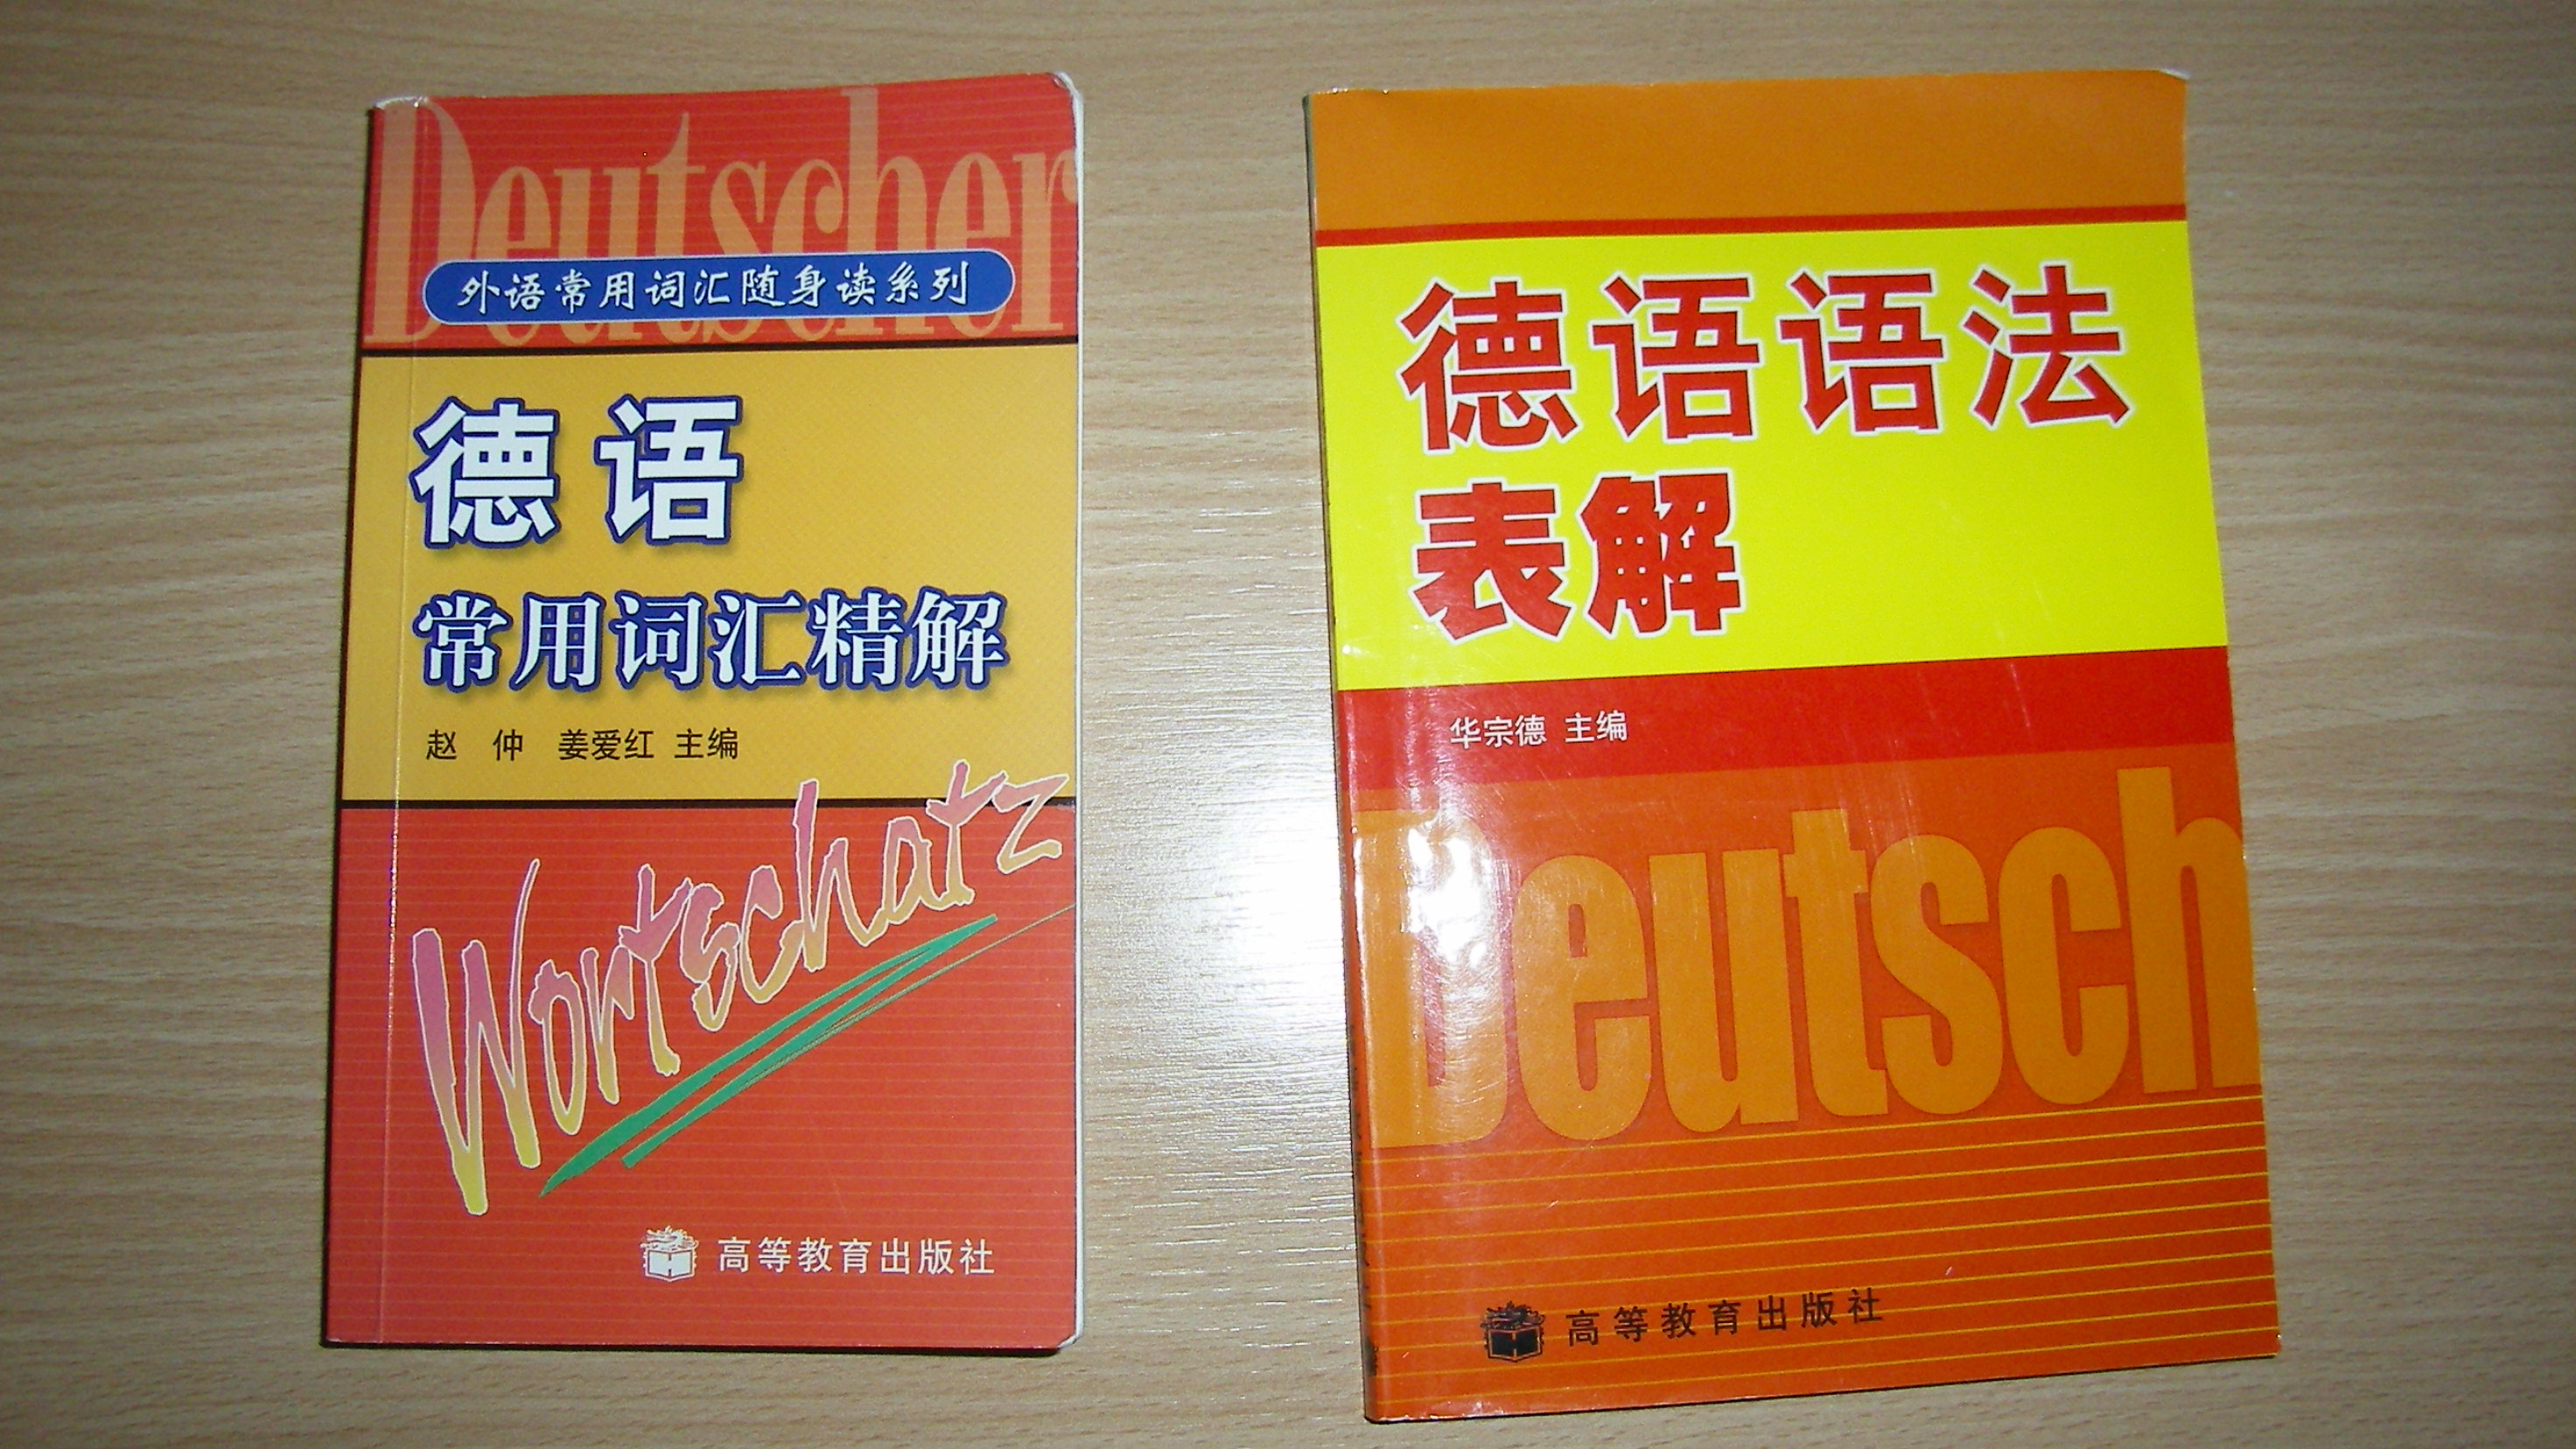 Deutscher
外语常用词汇随身读系列
德语
常用词汇精解
赵 仲 姜爱红 主编
Wortschatz
高等教育出版社
德语语法
表解
华宗德 主编
Deutsch
高等教育出版社